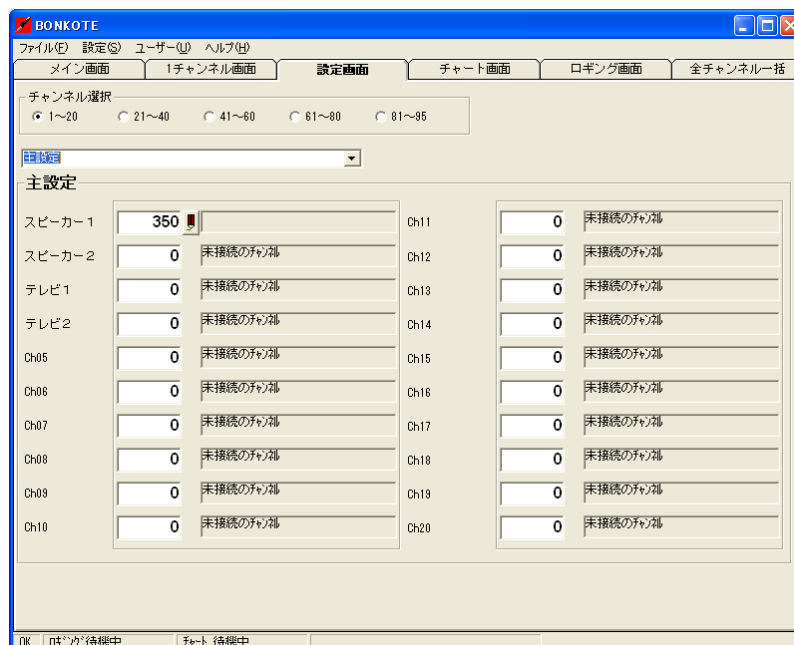 BONKOTE
ファイル(F) 設定(S) ユーザー(U) ヘルプ(H)
メイン画面 1チャンネル画面 設定画面 チャート画面 ロギング画面 全チャンネル一括
チャンネル選択
1～20 21～40 41～60 61～80 81～95
主設定
主設定
スピーカー1 350 Ch11 0 未接続のﾁｬﾝﾈﾙ
スピーカー2 0 未接続のﾁｬﾝﾈﾙ Ch12 0 未接続のﾁｬﾝﾈﾙ
テレビ1 0 未接続のﾁｬﾝﾈﾙ Ch13 0 未接続のﾁｬﾝﾈﾙ
テレビ2 0 未接続のﾁｬﾝﾈﾙ Ch14 0 未接続のﾁｬﾝﾈﾙ
Ch05 0 未接続のﾁｬﾝﾈﾙ Ch15 0 未接続のﾁｬﾝﾈﾙ
Ch06 0 未接続のﾁｬﾝﾈﾙ Ch16 0 未接続のﾁｬﾝﾈﾙ
Ch07 0 未接続のﾁｬﾝﾈﾙ Ch17 0 未接続のﾁｬﾝﾈﾙ
Ch08 0 未接続のﾁｬﾝﾈﾙ Ch18 0 未接続のﾁｬﾝﾈﾙ
Ch09 0 未接続のﾁｬﾝﾈﾙ Ch19 0 未接続のﾁｬﾝﾈﾙ
Ch10 0 未接続のﾁｬﾝﾈﾙ Ch20 0 未接続のﾁｬﾝﾈﾙ
OK ﾛｷﾞﾝｸﾞ待機中 ﾁｬｰﾄ 待機中